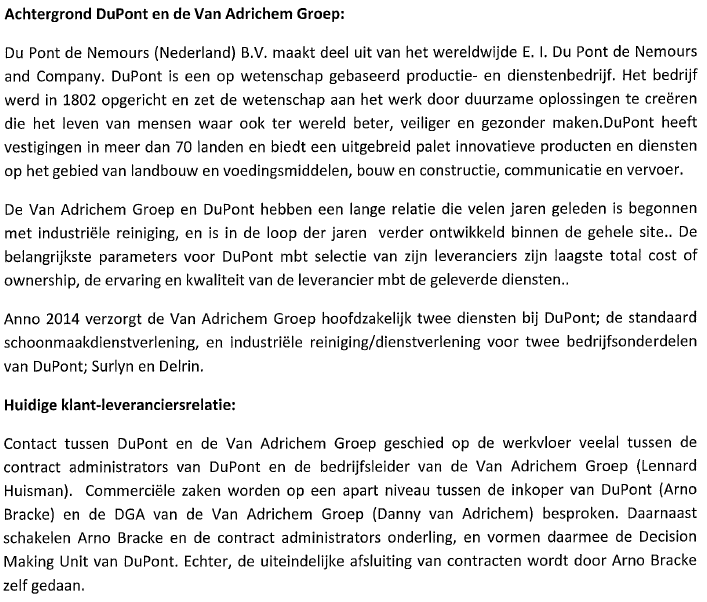 Achtergrond DuPont en de Van Adrichem Groep:
Du Pont de Nemours (Nederland) B.V. maakt deel uit van het wereldwijde E. I. Du Pont de Nemours
and Company. DuPont is een op wetenschap gebaseerd productie- en dienstenbedrijf. Het bedrijf
werd in 1802 opgericht en zet de wetenschap aan het werk door duurzame oplossingen te creëren
die het leven van mensen waar ook ter wereld beter, veiliger en gezonder maken.DuPont heeft
vestigingen in meer dan 70 landen en biedt een uitgebreid palet innovatieve producten en diensten
op het gebied van landbouw en voedingsmiddelen, bouw en constructie, communicatie en vervoer.
De Van Adrichem Groep en DuPont hebben een lange relatie die velen jaren geleden is begonnen
met industriële reiniging, en is in de loop der jaren  verder ontwikkeld binnen de gehele site.. De
belangrijkste parameters voor DuPont mbt selectie van zijn leveranciers zijn laagste total cost of
ownership, de ervaring en kwaliteit van de leverancier mbt de geleverde diensten..
Anno 2014 verzorgt de Van Adrichem Groep hoofdzakelijk twee diensten bij DuPont; de standaard
schoonmaakdienstverlening, en industriële reiniging/dienstverlening voor twee bedrijfsonderdelen
van DuPont; Surlyn en Delrin.
Huidige klant-leveranciersrelatie:
Contact tussen DuPont en de Van Adrichem Groep geschied op de werkvloer veelal tussen de
contract administrators van DuPont en de bedrijfsleider van de Van Adrichem Groep (Lennard
Huisman).  Commerciële zaken worden op een apart niveau tussen de inkoper van DuPont (Arno
Bracke) en de DGA van de Van Adrichem Groep (Danny van Adrichem) besproken. Daarnaast
schakelen Arno Bracke en de contract administrators onderling, en vormen daarmee de Decision
Making Unit van DuPont. Echter, de uiteindelijke afsluiting van contracten wordt door Arno Bracke
zelf gedaan.